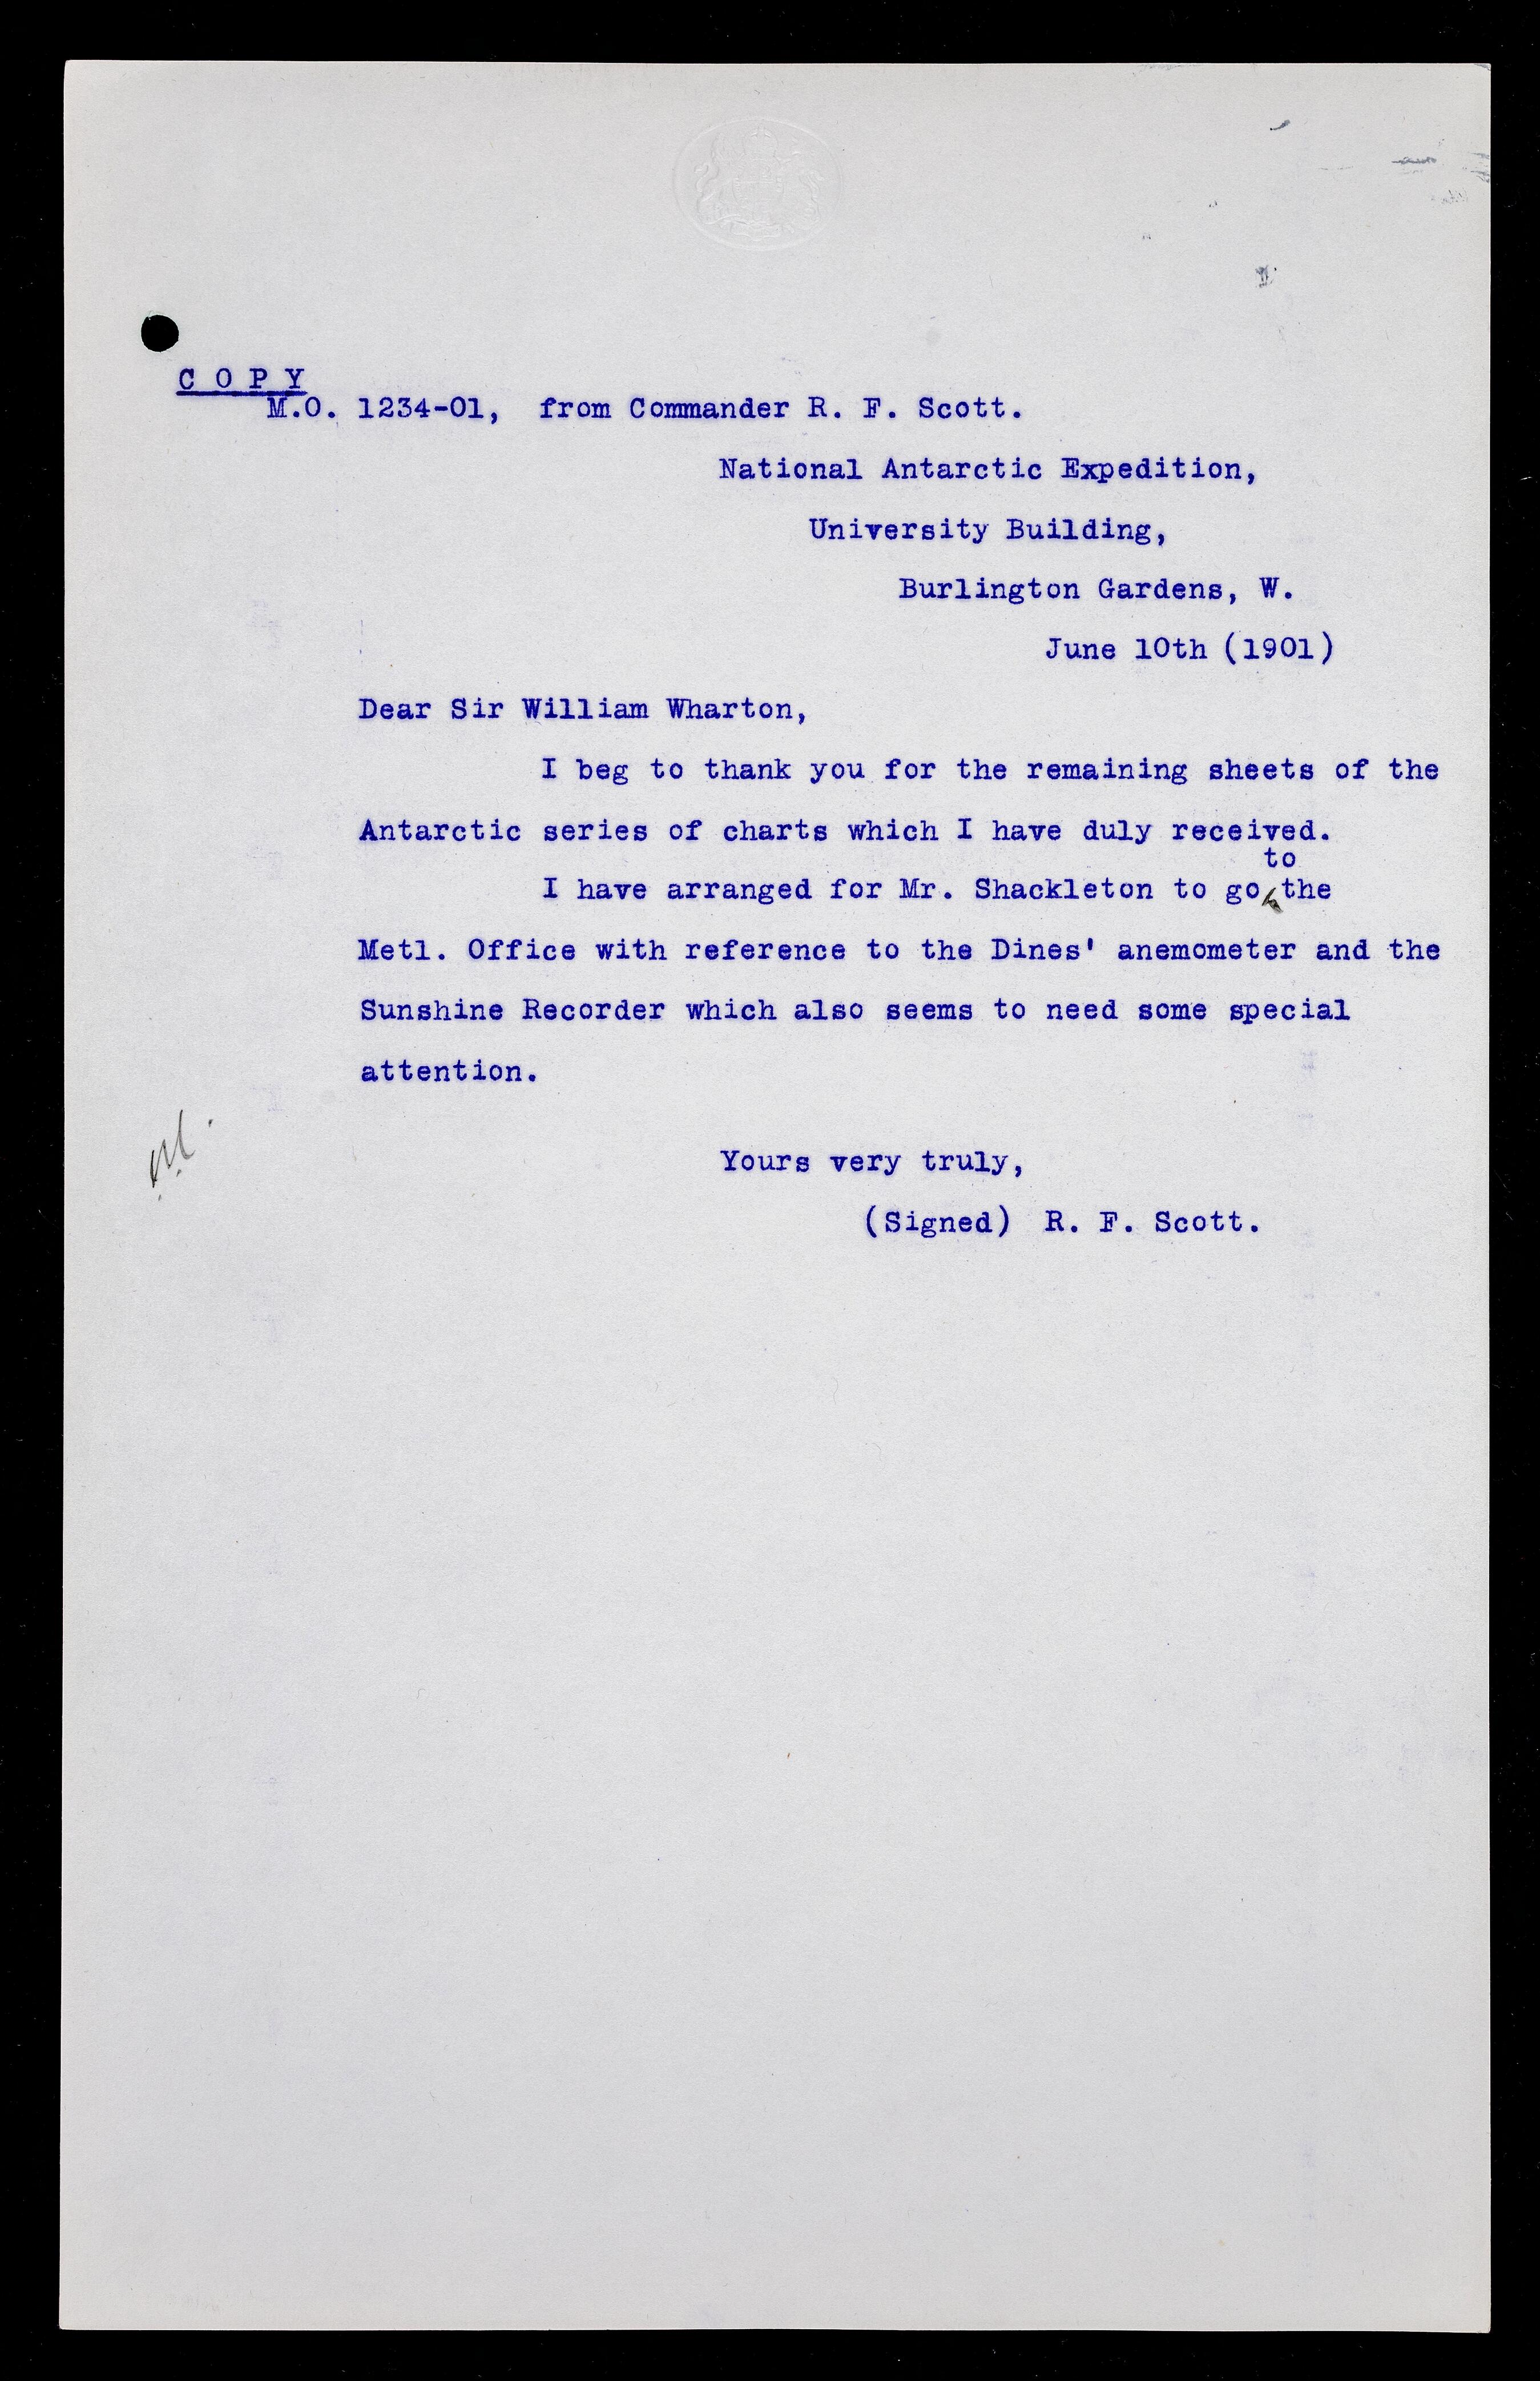 C O P Y
M.O. 1234-01, from Commander R. F. Scott.
National Antarctic Expedition,
University Building,
Burlington Gardens, W.
June 10th (1901)
Dear Sir William Wharton,
I beg to thank you for the remaining sheets of the
Antarctic series of charts which I have duly received.
to
I have arranged for Mr. Shackleton to go the
Metl. Office with reference to the Dines' anemometer and the
Sunshine Recorder which also seems to need some special
attention.
Yours very truly,
(Signed) R. F. Scott.